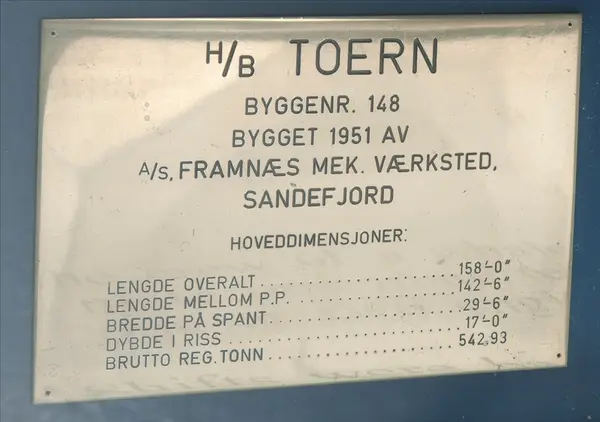 H/B TOERN
BYGGENR. 148
BYGGET 1951 AV
A/S, FRAMNÆS MEK. VÆRKSTED,
SANDEFJORD
HOVEDDIMENSJONER:
LENGDE OVERALT........................158'-0"
LENGDE MELLOM P.P.....................142'-6"
BREDDE PÅ SPANT.......................29'-6"
DYBDE I RISS..........................17'-0"
BRUTTO REG.TONN.......................542,93